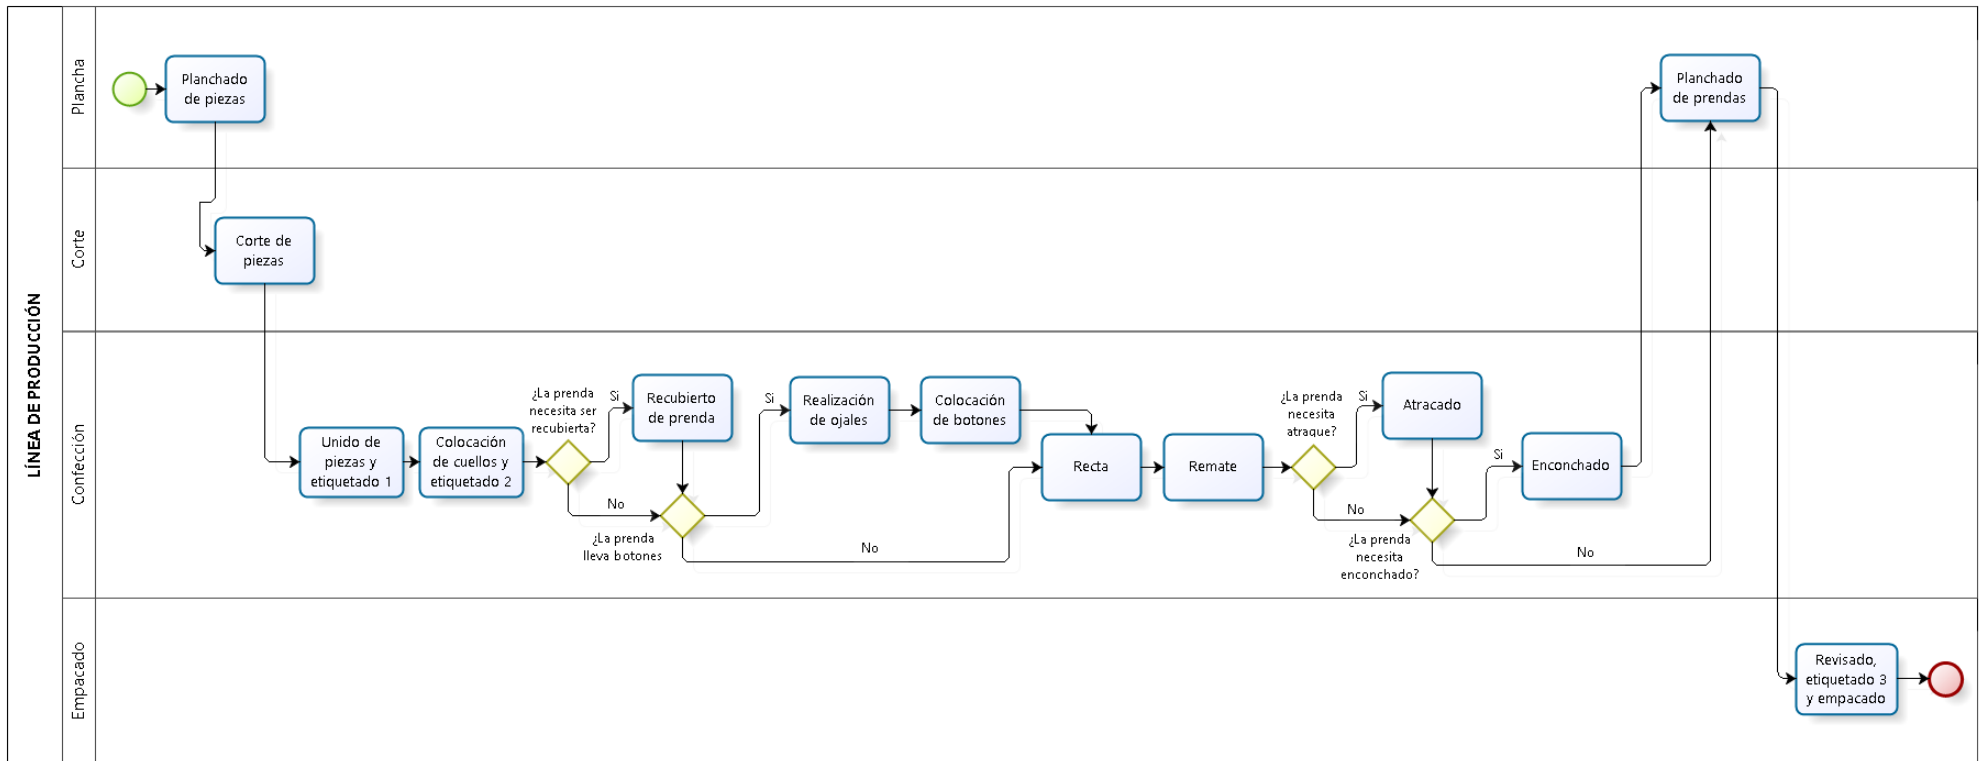 LÍNEA DE PRODUCCIÓN
Plancha
Planchado
de piezas
Planchado
de prendas
Corte
Corte de
piezas
Confección
Unido de
piezas y
etiquetado 1
Colocación
de cuellos y
etiquetado 2
¿La prenda
necesita ser
recubierta?
Si
No
Recubierto
de prenda
¿La prenda
lleva botones
Si
No
Realización
de ojales
Colocación
de botones
Recta
Remate
¿La prenda
necesita
atraque?
Si
No
Atracado
¿La prenda
necesita
enconchado?
Si
No
Enconchado
Empacado
Revisado,
etiquetado 3
y empacado